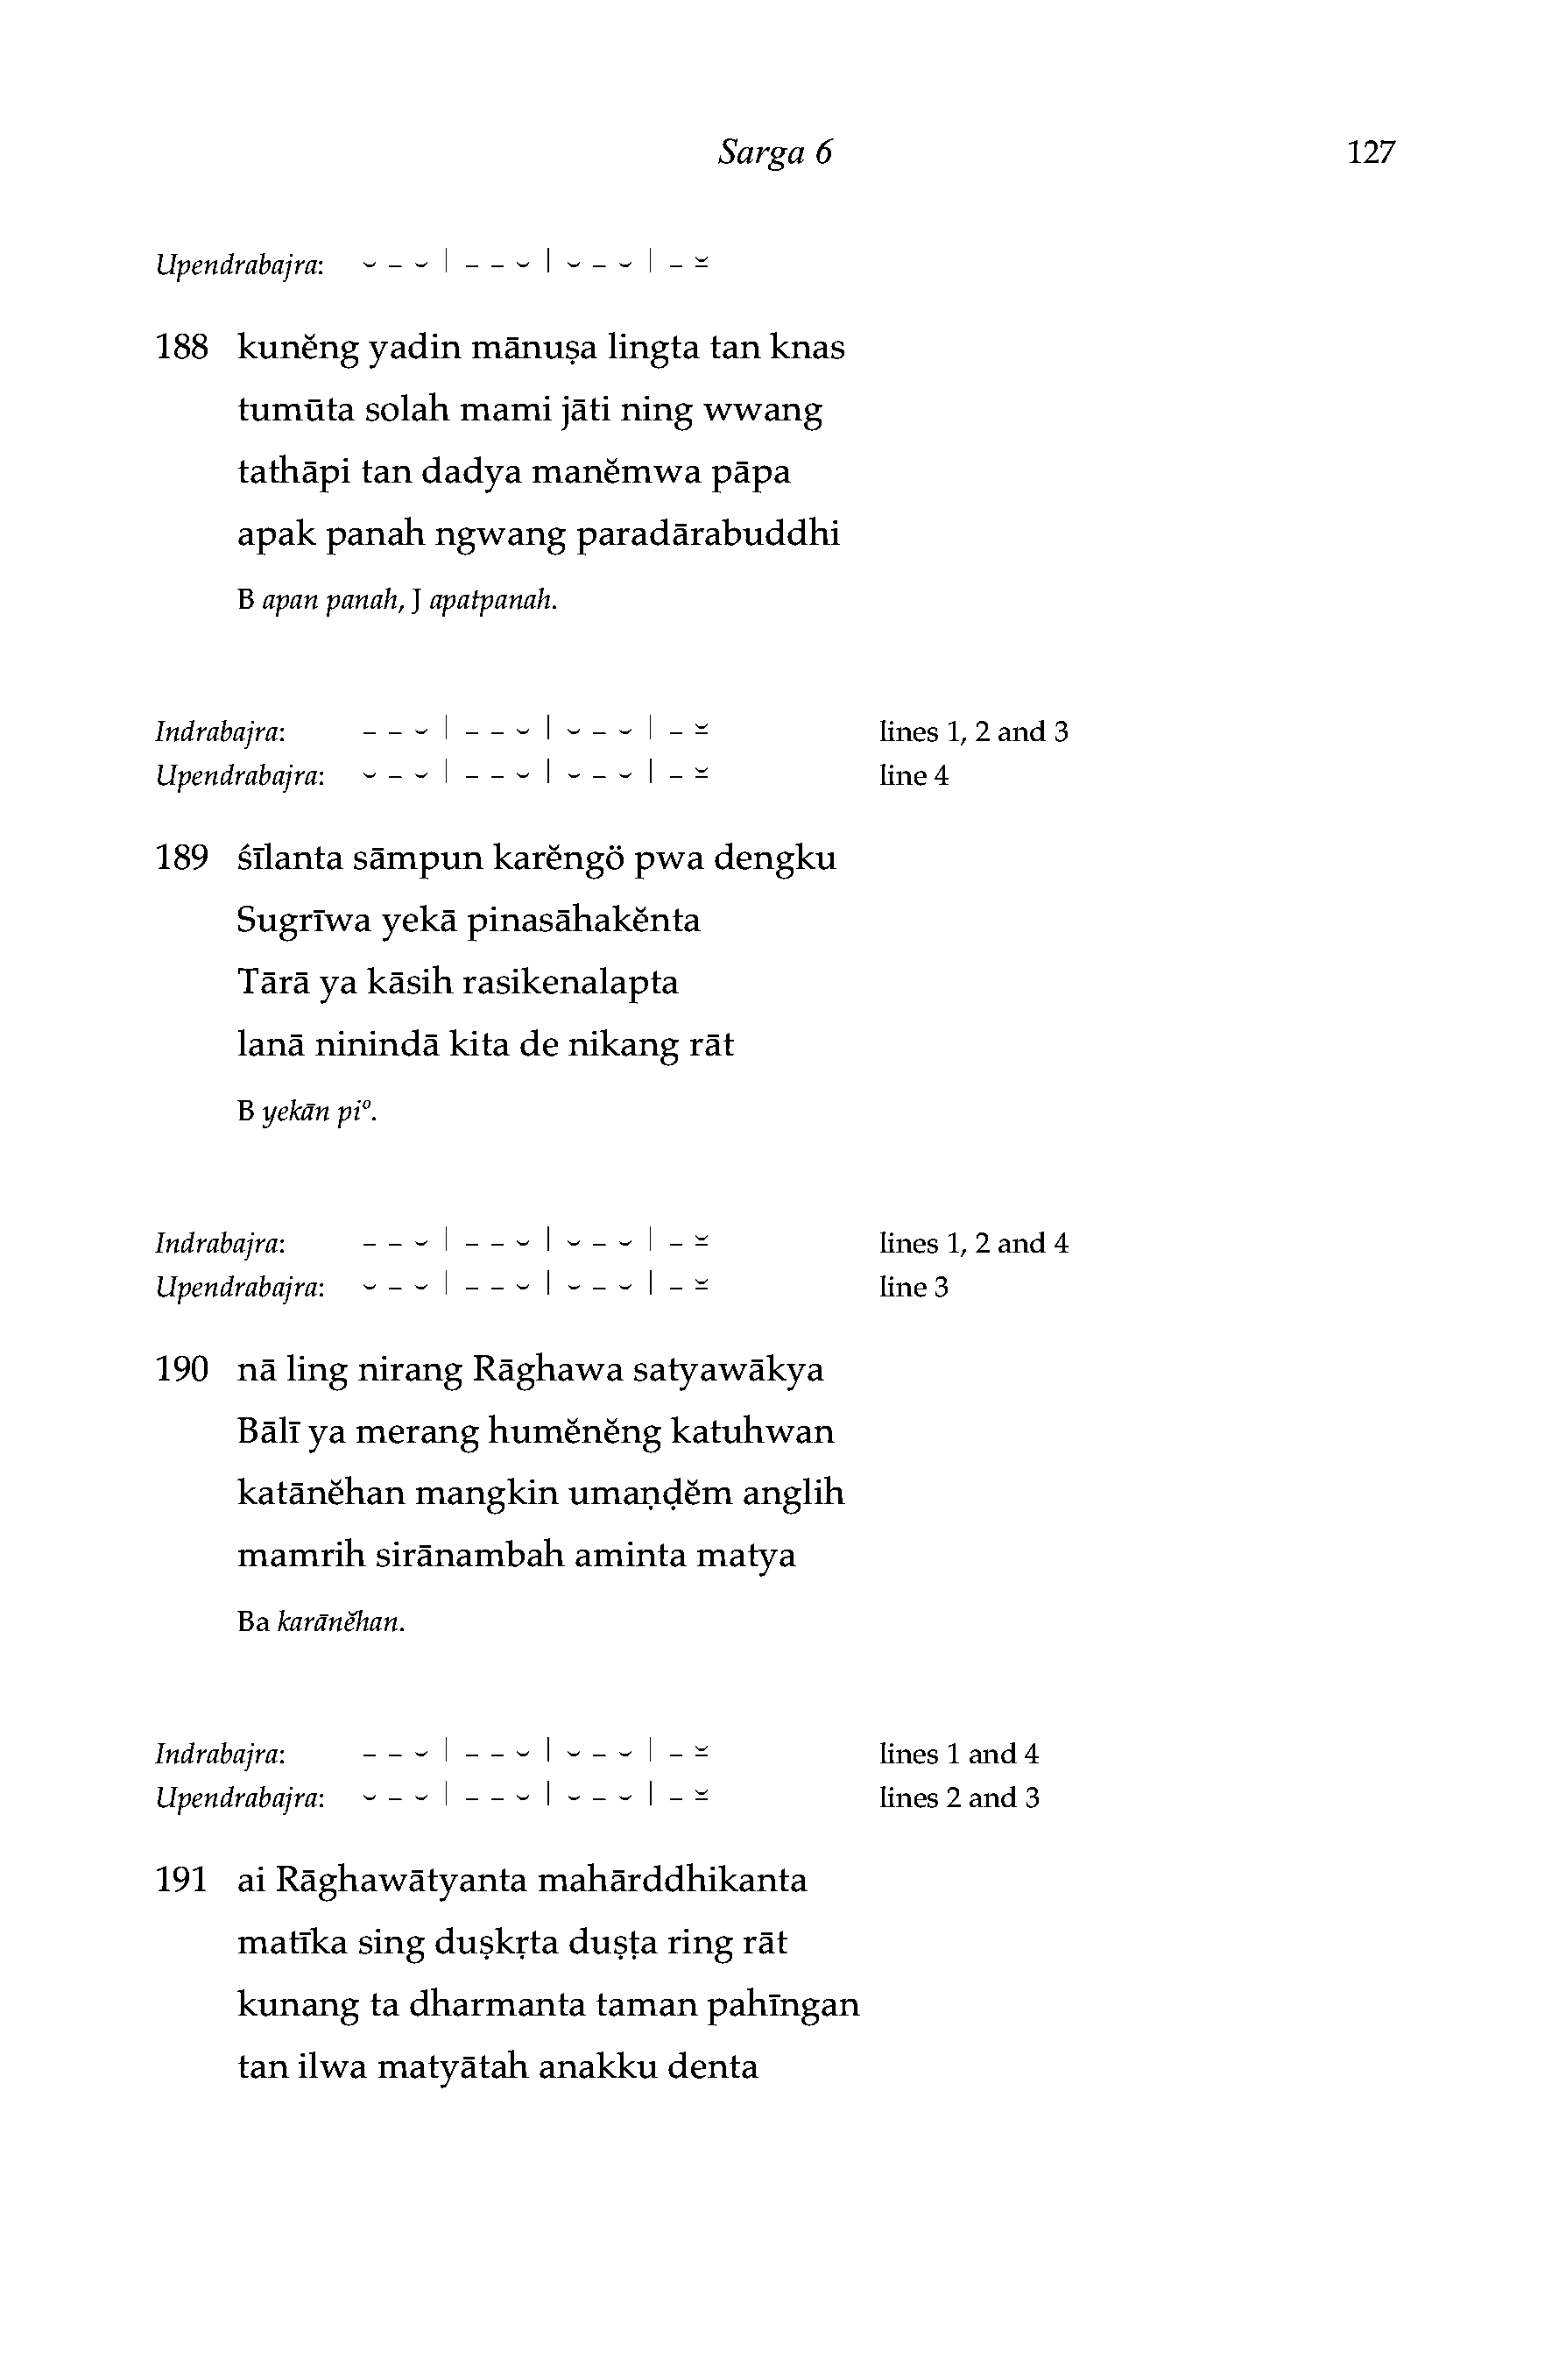 Sarga 6 127
Upendrabajra: ⏑ – ⏑ | – – ⏑ | ⏑ – ⏑ | – ⏓
188 kunĕng yadin mānuṣa lingta tan knas
tumūta solah mami jāti ning wwang
tathāpi tan dadya manĕmwa pāpa
apak panah ngwang paradārabuddhi
B apan panah, J apatpanah.
Indrabajra: – – ⏑ | – – ⏑ | ⏑ – ⏑ | – ⏓ lines 1, 2 and 3
Upendrabajra: ⏑ – ⏑ | – – ⏑ | ⏑ – ⏑ | – ⏓ line 4
189 śīlanta sāmpun karĕngö pwa dengku
Sugrīwa yekā pinasāhakĕnta
Tārā ya kāsih rasikenalapta
lanā ninindā kita de nikang rāt
B yekān piº.
Indrabajra: – – ⏑ | – – ⏑ | ⏑ – ⏑ | – ⏓ lines 1, 2 and 4
Upendrabajra: ⏑ – ⏑ | – – ⏑ | ⏑ – ⏑ | – ⏓ line 3
190 nā ling nirang Rāghawa satyawākya
Bālī ya merang humĕnĕng katuhwan
katānĕhan mangkin umaṇḍĕm anglih
mamrih sirānambah aminta matya
Ba karānĕhan.
Indrabajra: – – ⏑ | – – ⏑ | ⏑ – ⏑ | – ⏓ lines 1 and 4
Upendrabajra: ⏑ – ⏑ | – – ⏑ | ⏑ – ⏑ | – ⏓ lines 2 and 3
191 ai Rāghawātyanta mahārddhikanta
matīka sing duṣkṛta duṣṭa ring rāt
kunang ta dharmanta taman pahīngan
tan ilwa matyātah anakku denta